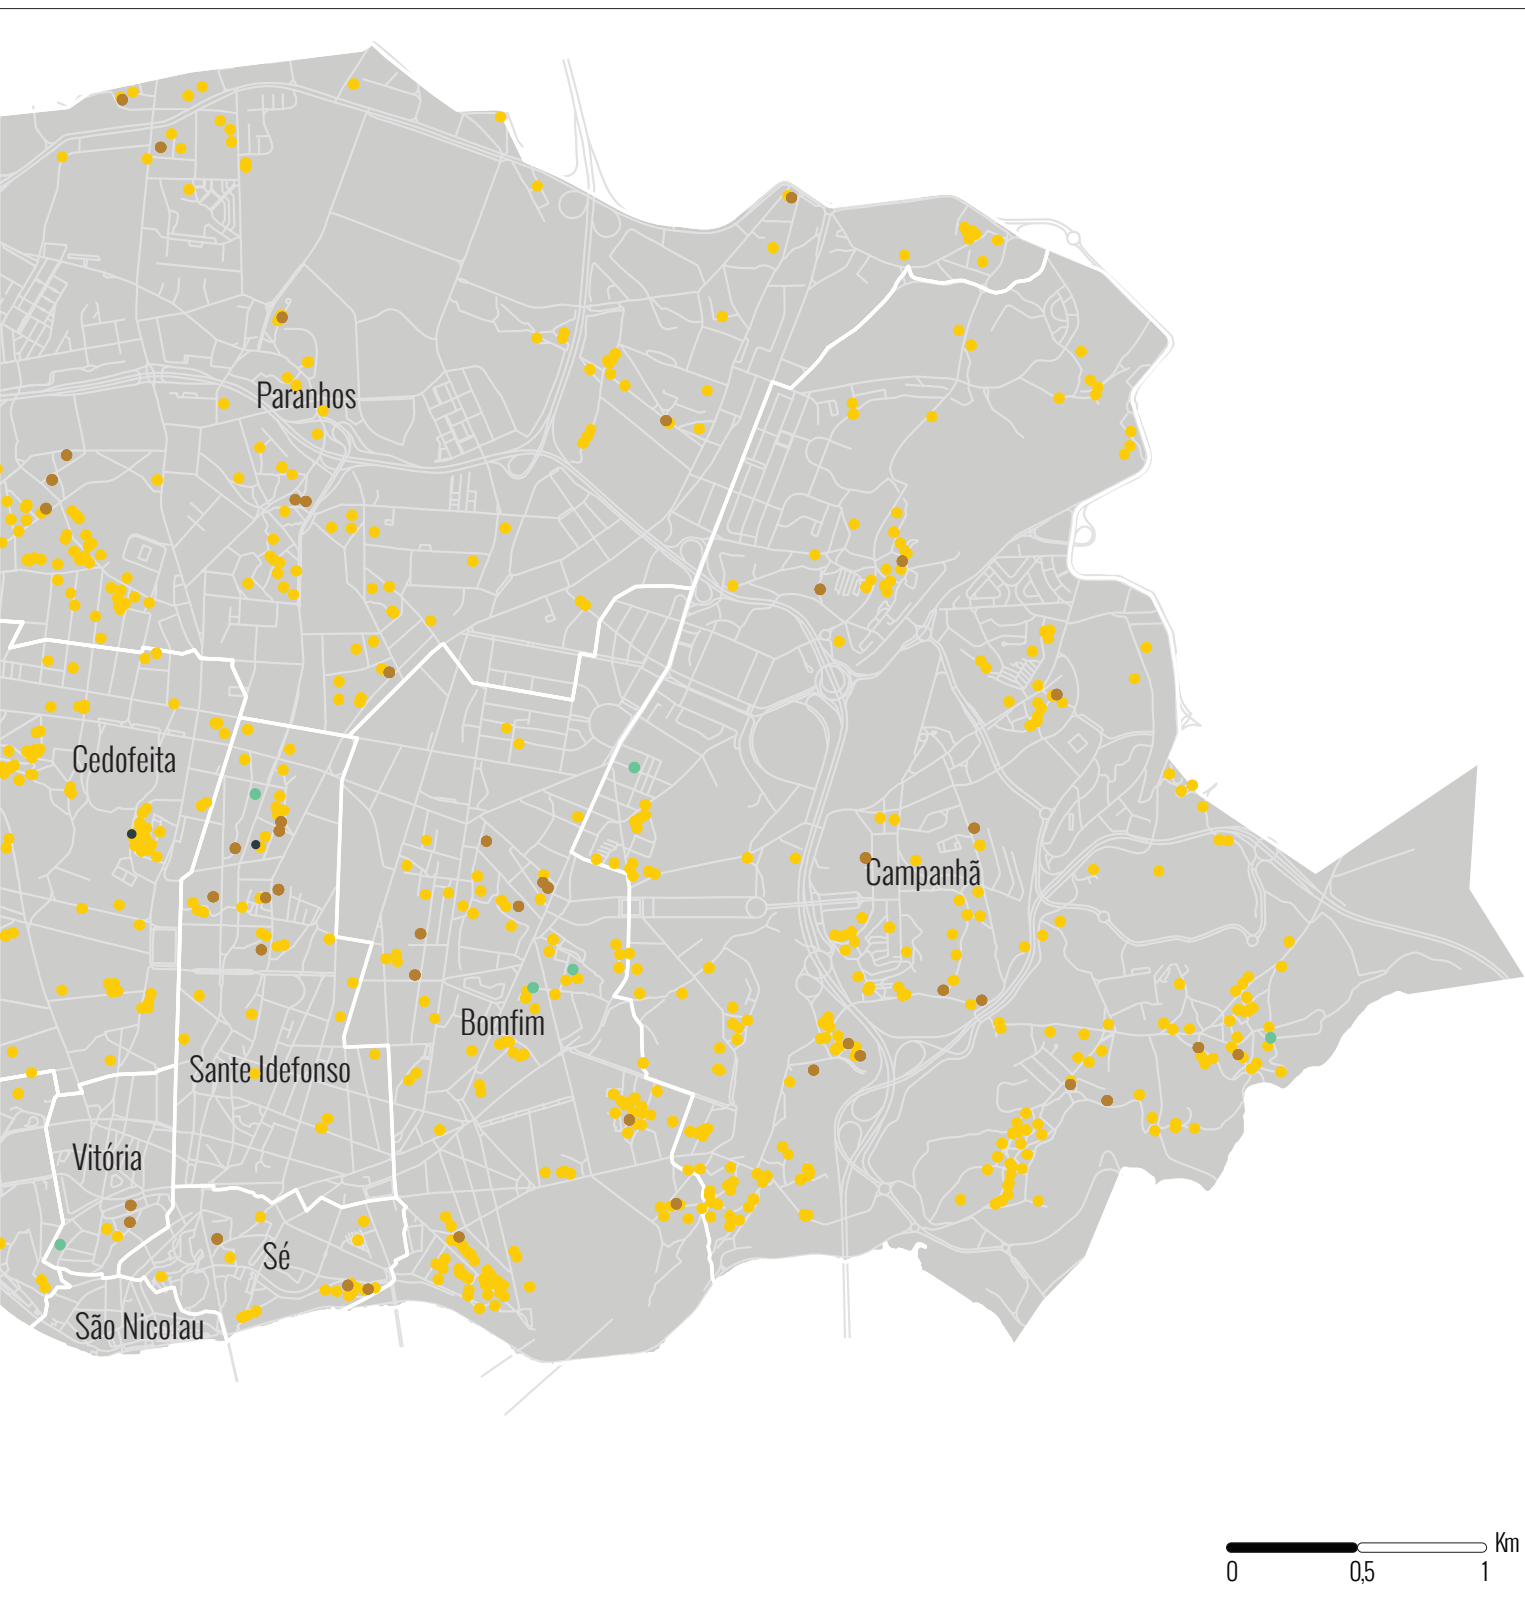 Paranhos
Cedofeita
Campanhã
Bomfim
Sante Idefonso
Vitória
Sé
São Nicolau
Km
0 0,5 1